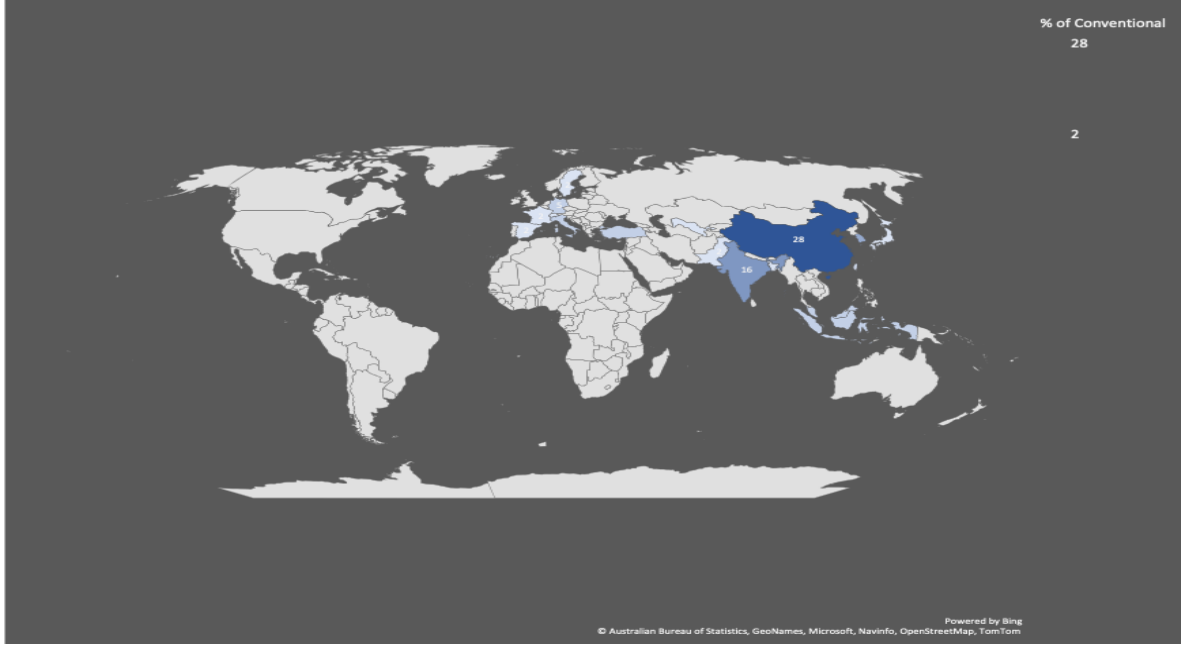 % of Conventional
28
2
28
16
Powered by Bing
© Australian Bureau of Statistics, GeoNames, Microsoft, Navinfo, OpenStreetMap, TomTom